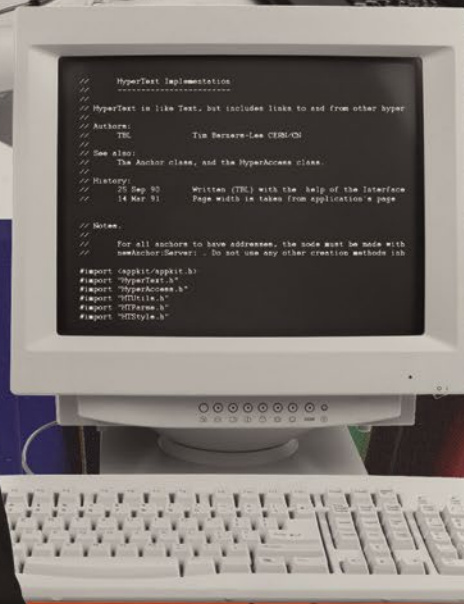 // HyperText Implementation
// ------------------------
//
// HyperText is like Text, but includes links to and from other hyper
//
// Authors:
// TBL Tim Berners-Lee CERN/CN
//
// See also:
// The Anchor class, and the HyperAccess class.
//
// History:
// 25 Sep 90 Written (TBL) with the help of the Interface
// 14 Mar 91 Page width is taken from application's page
// Notes.
//
// For all anchors to have addresses, the node must be made with
// newAnchor:Server: . Do not use any other creation methods inh
#import <appkit/appkit.h>
#import "HyperText.h"
#import "HyperAccess.h"
#import "HTUtils.h"
#import "HTParse.h"
#import "HTStyle.h"